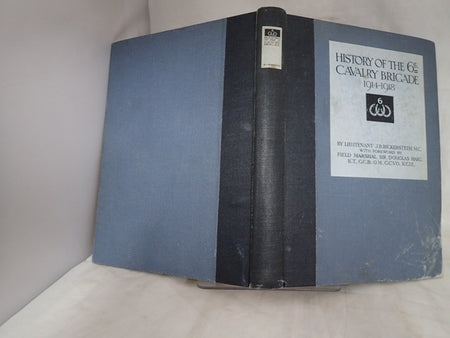 HISTORY OF THE 6TH
CAVALRY BRIGADE
1914-1918
6
BY LIEUTENANT J.B.BICKERSTETH, M.C.
WITH FOREWORD BY
FIELD MARSHAL SIR DOUGLAS HAIG
K.T., G.C.B., O.M., G.C.V.O., K.C.I.E.